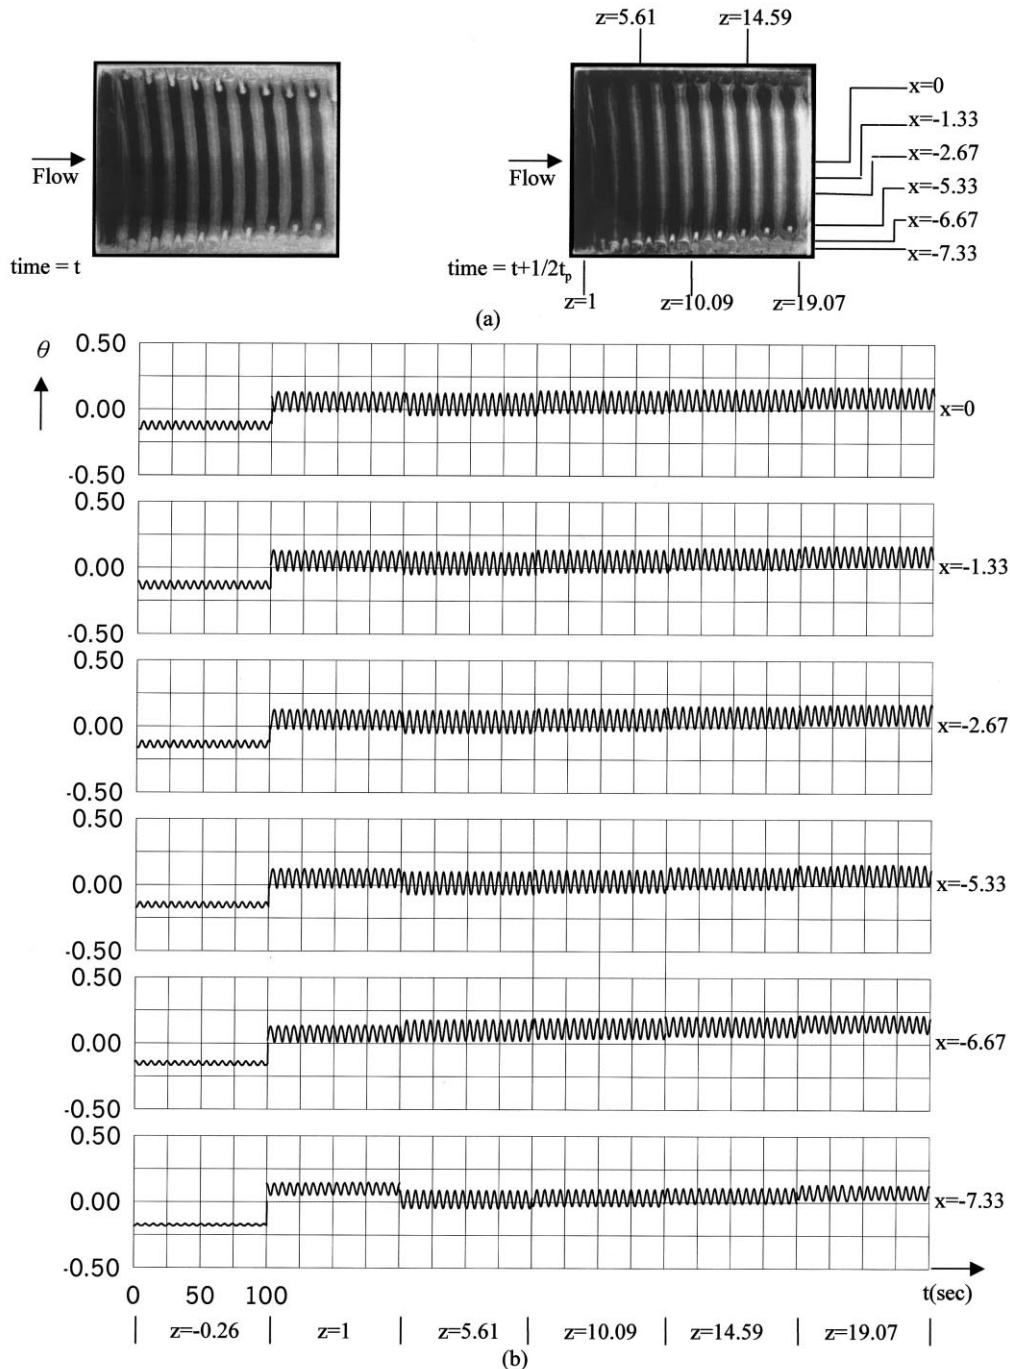 z=5.61 z=14.59
x=0
x=-1.33
x=-2.67
x=-5.33
x=-6.67
x=-7.33
Flow
Flow
time = t
time = t+1/2tp
z=1 z=10.09 z=19.07
(a)
θ
0.50
0.00
-0.50
x=0
0.50
0.00
-0.50
x=-1.33
0.50
0.00
-0.50
x=-2.67
0.50
0.00
-0.50
x=-5.33
0.50
0.00
-0.50
x=-6.67
0.50
0.00
-0.50
x=-7.33
0 50 100 t(sec)
z=-0.26 z=1 z=5.61 z=10.09 z=14.59 z=19.07
(b)